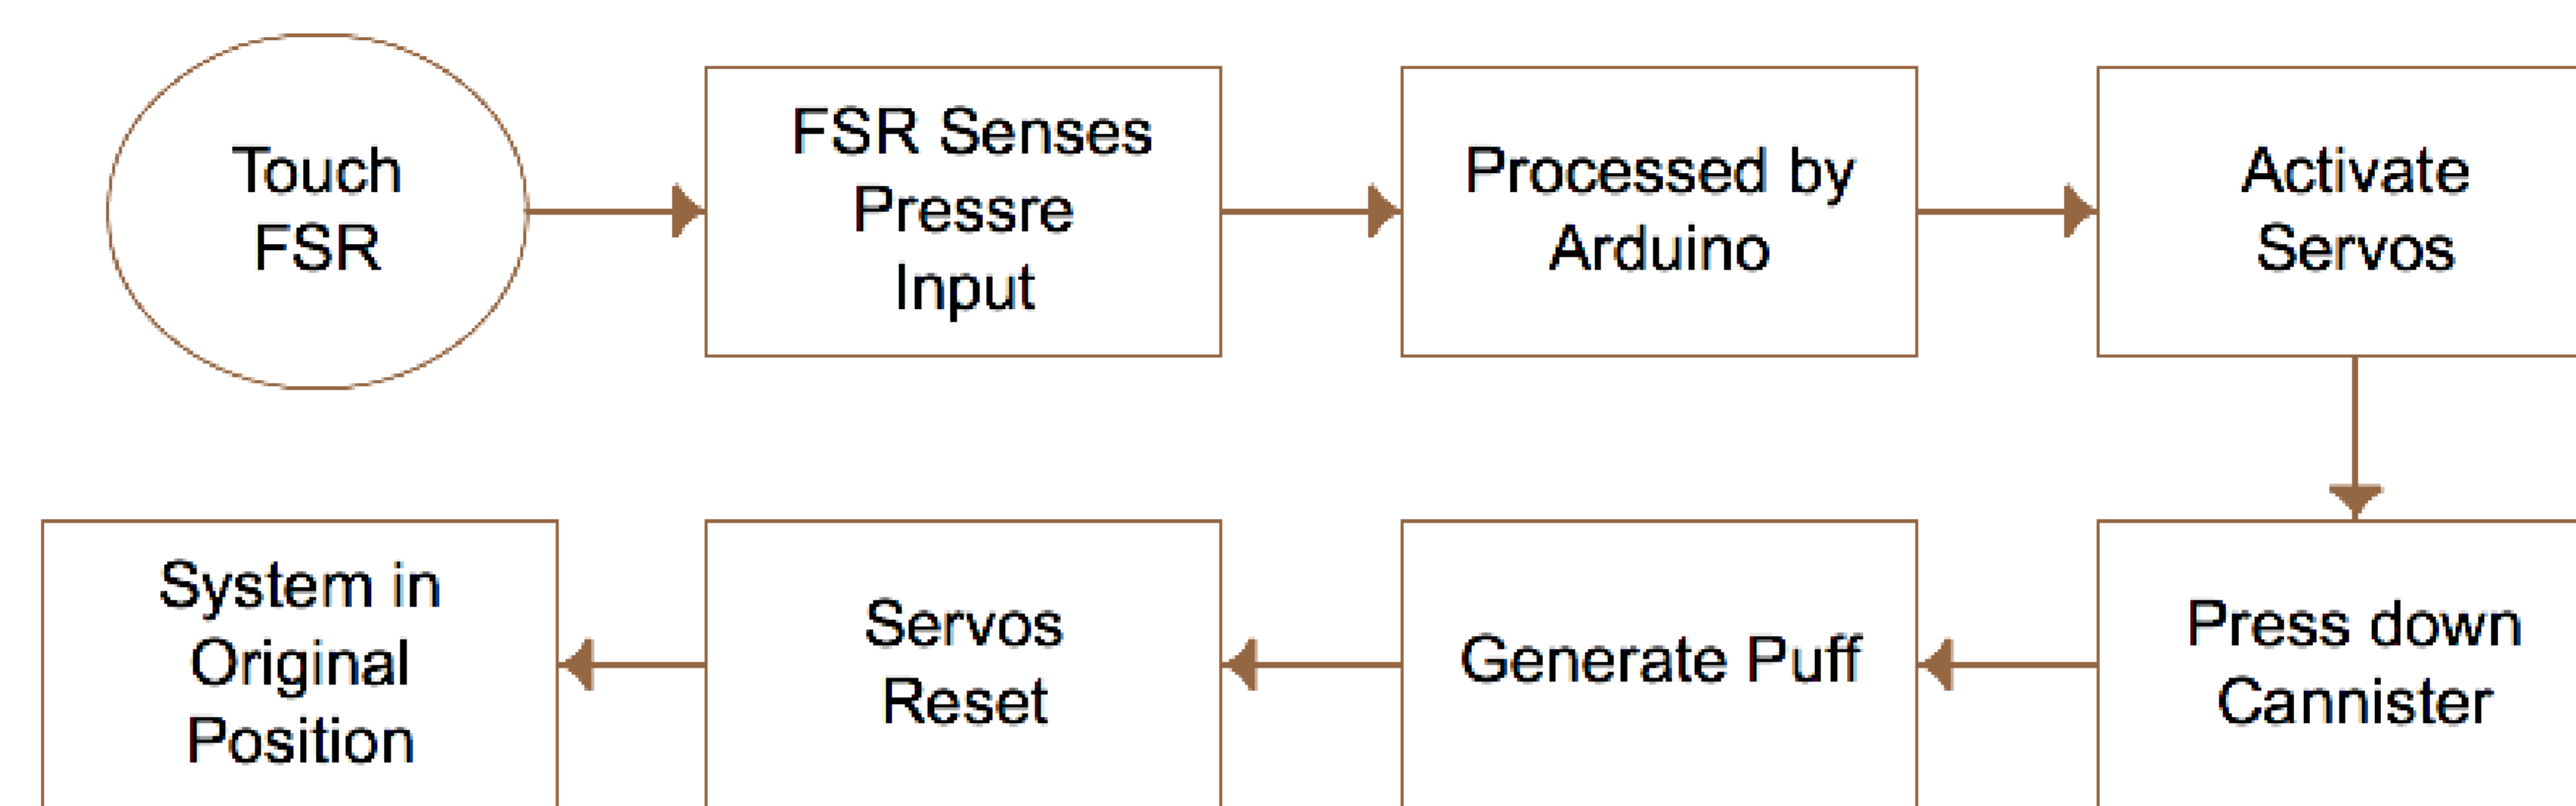 Touch
FSR
FSR Senses
Pressre
Input
Processed by
Arduino
Activate
Servos
System in
Original
Position
Servos
Reset
Generate Puff
Press down
Cannister